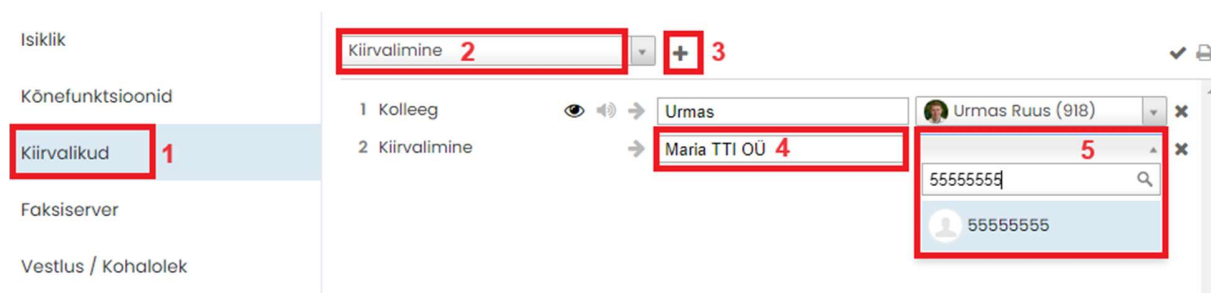 Isiklik
Kõnefunktsioonid
Kiirvalikud 1
Faksiserver
Vestlus / Kohalolek
Kiirvalimine 2 + 3
1 Kolleeg Urmas Urmas Ruus (918)
2 Kiirvalimine Maria TTI OÜ 4 5
55555555
55555555